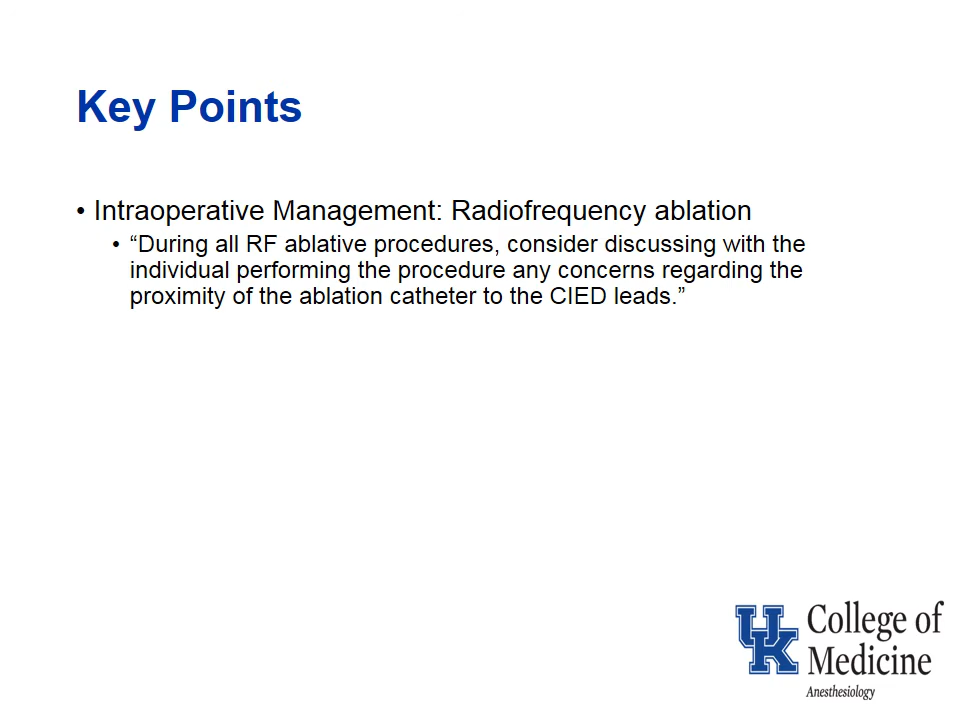 Key Points
• Intraoperative Management: Radiofrequency ablation
• “During all RF ablative procedures, consider discussing with the
individual performing the procedure any concerns regarding the
proximity of the ablation catheter to the CIED leads.”
UK
College of
Medicine
Anesthesiology